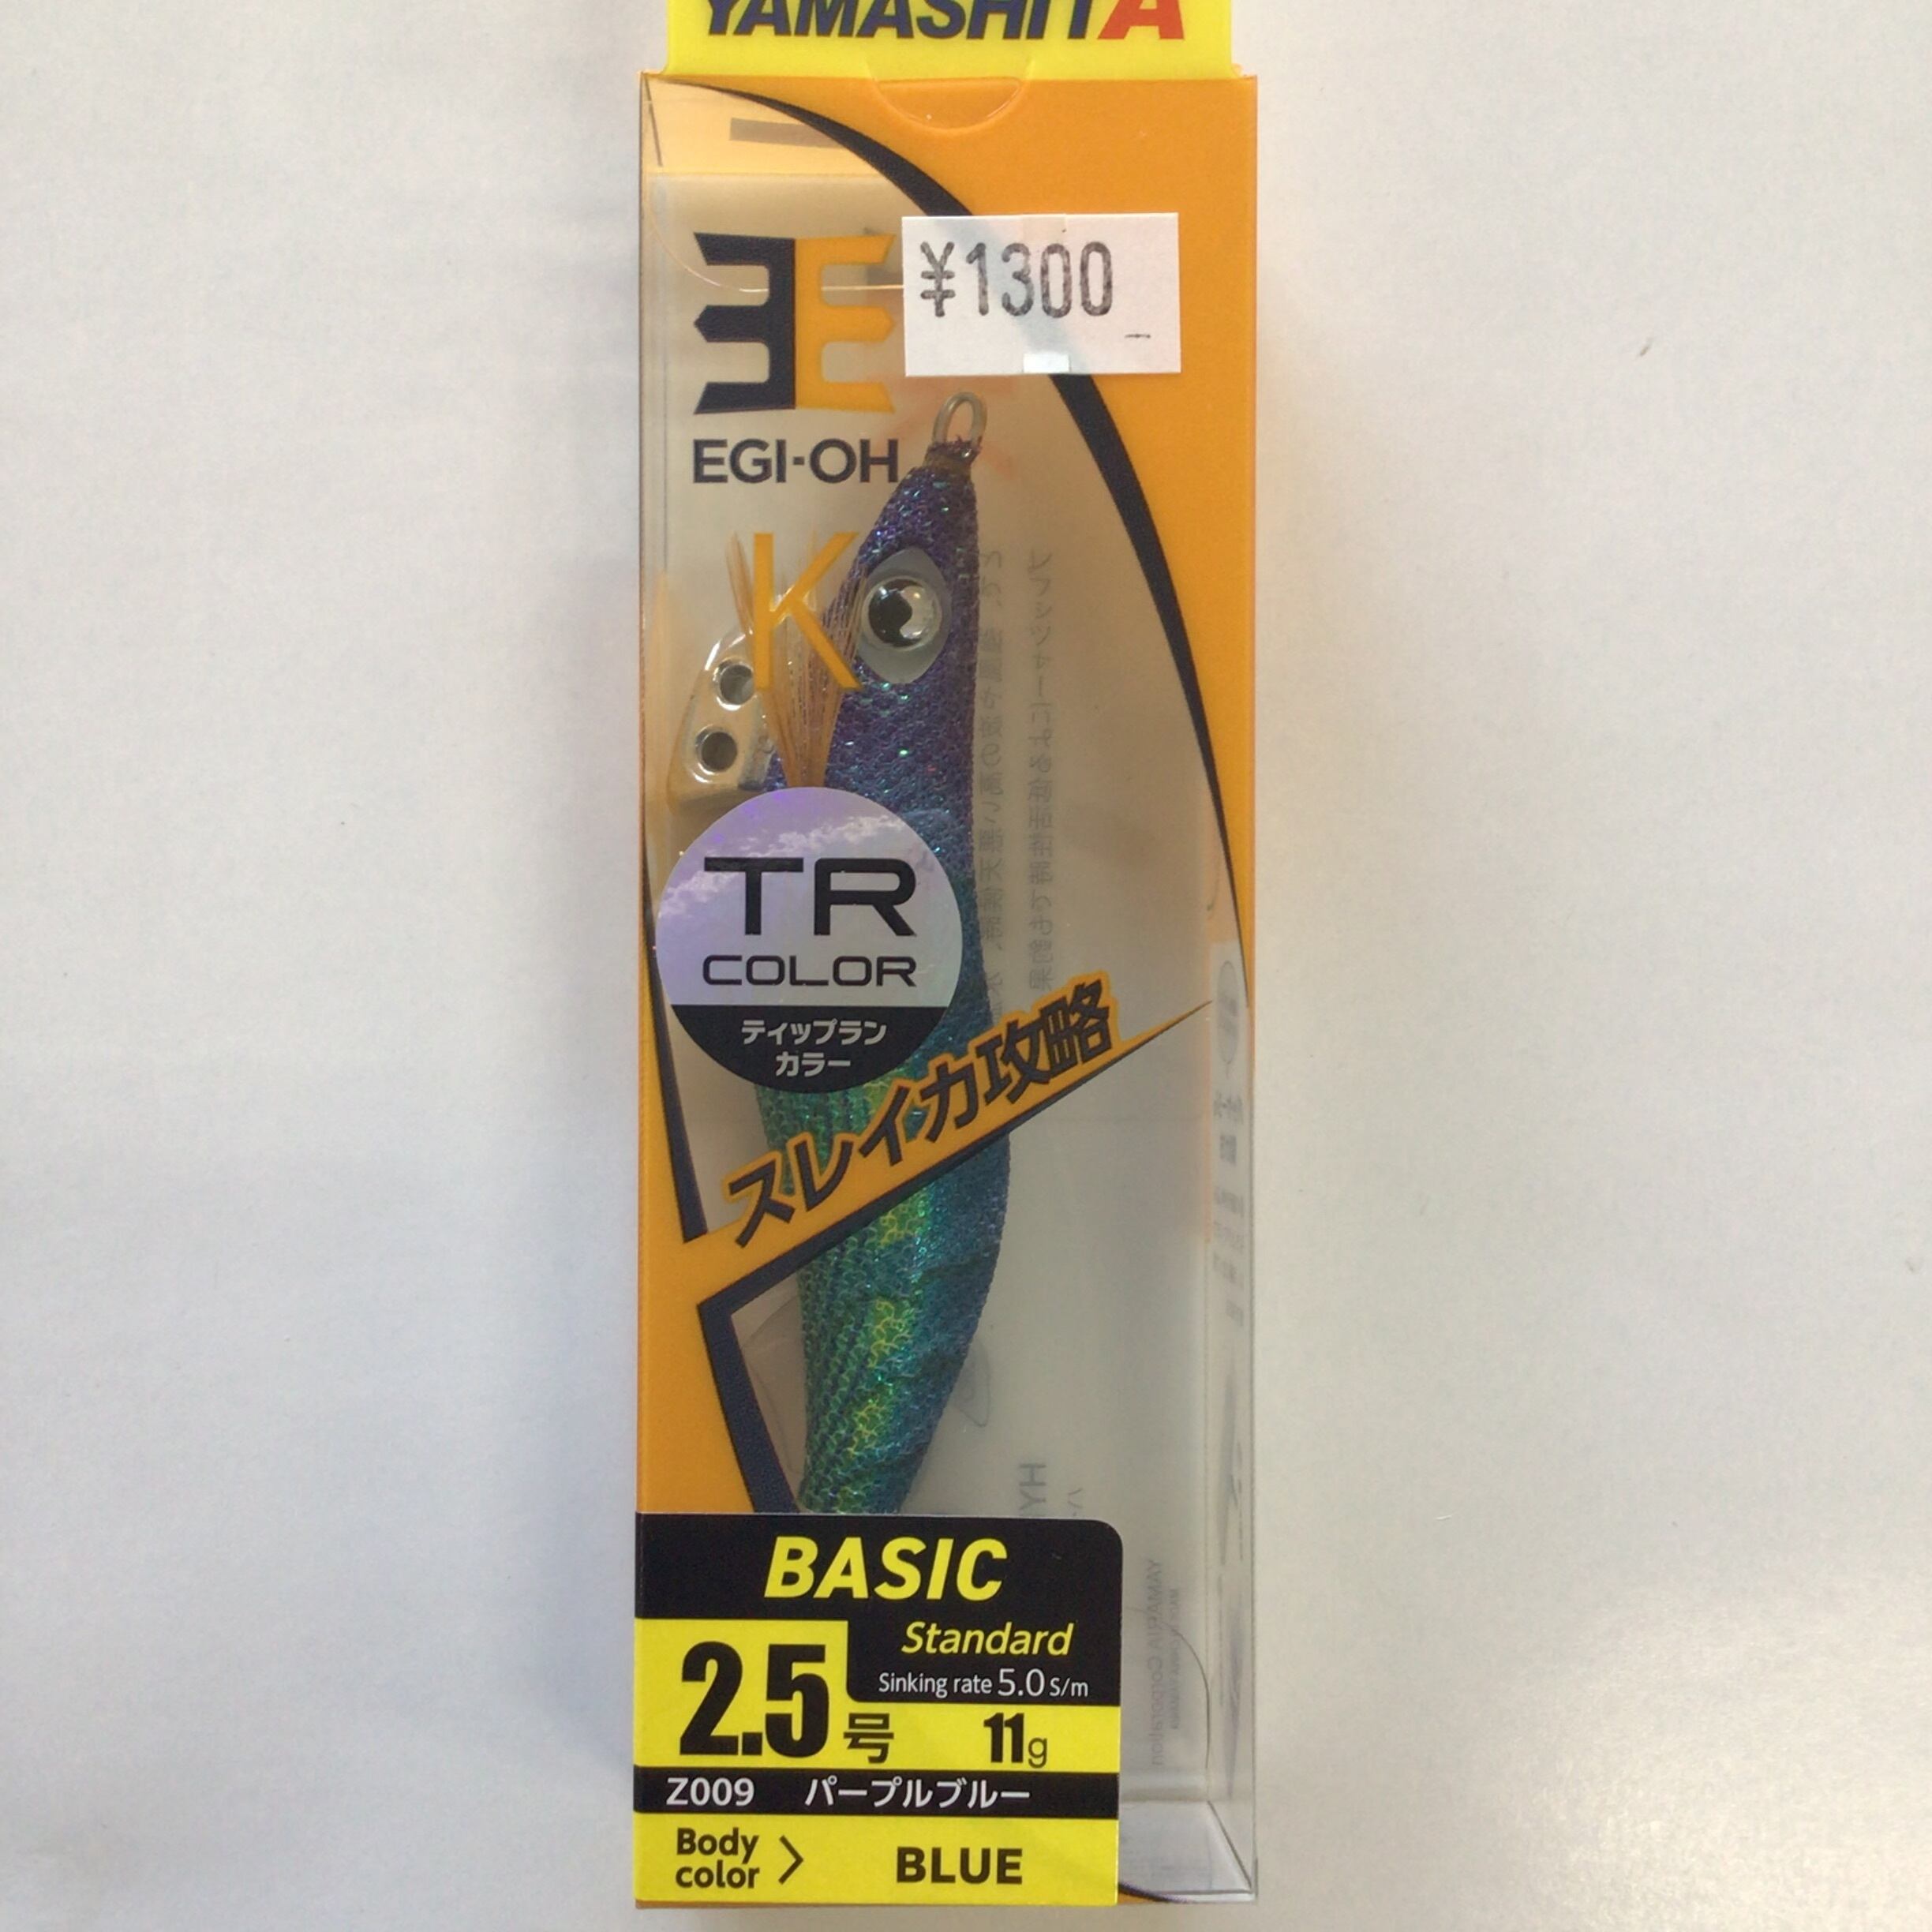 YAMASHITA
¥1300
EGI-OH
K
TR
COLOR
ティップラン
カラー
スレイカ攻略
BASIC
Standard
Sinking rate 5.0 S/m
2.5号 11g
Z009 パープルブルー
Body
color > BLUE